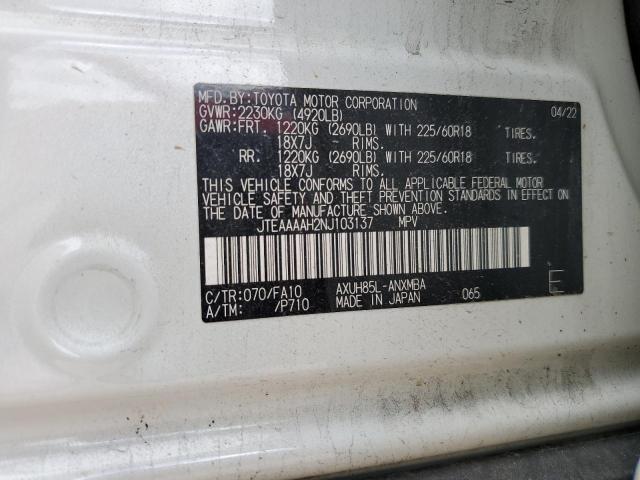 MFD.BY:TOYOTA MOTOR CORPORATION 04/22
GVWR:2230KG (4920LB)
GAWR:FRT. 1220KG (2690LB) WITH 225/60R18 TIRES.
18X7J RIMS.
RR. 1220KG (2690LB) WITH 225/60R18 TIRES.
18X7J RIMS.
THIS VEHICLE CONFORMS TO ALL APPLICABLE FEDERAL MOTOR
VEHICLE SAFETY AND THEFT PREVENTION STANDARDS IN EFFECT ON
THE DATE OF MANUFACTURE SHOWN ABOVE.
JTEAAAAH2NJ103137 MPV
C/TR:070/FA10 AXUH85L-ANXMBA E
A/TM: /P710 MADE IN JAPAN 065